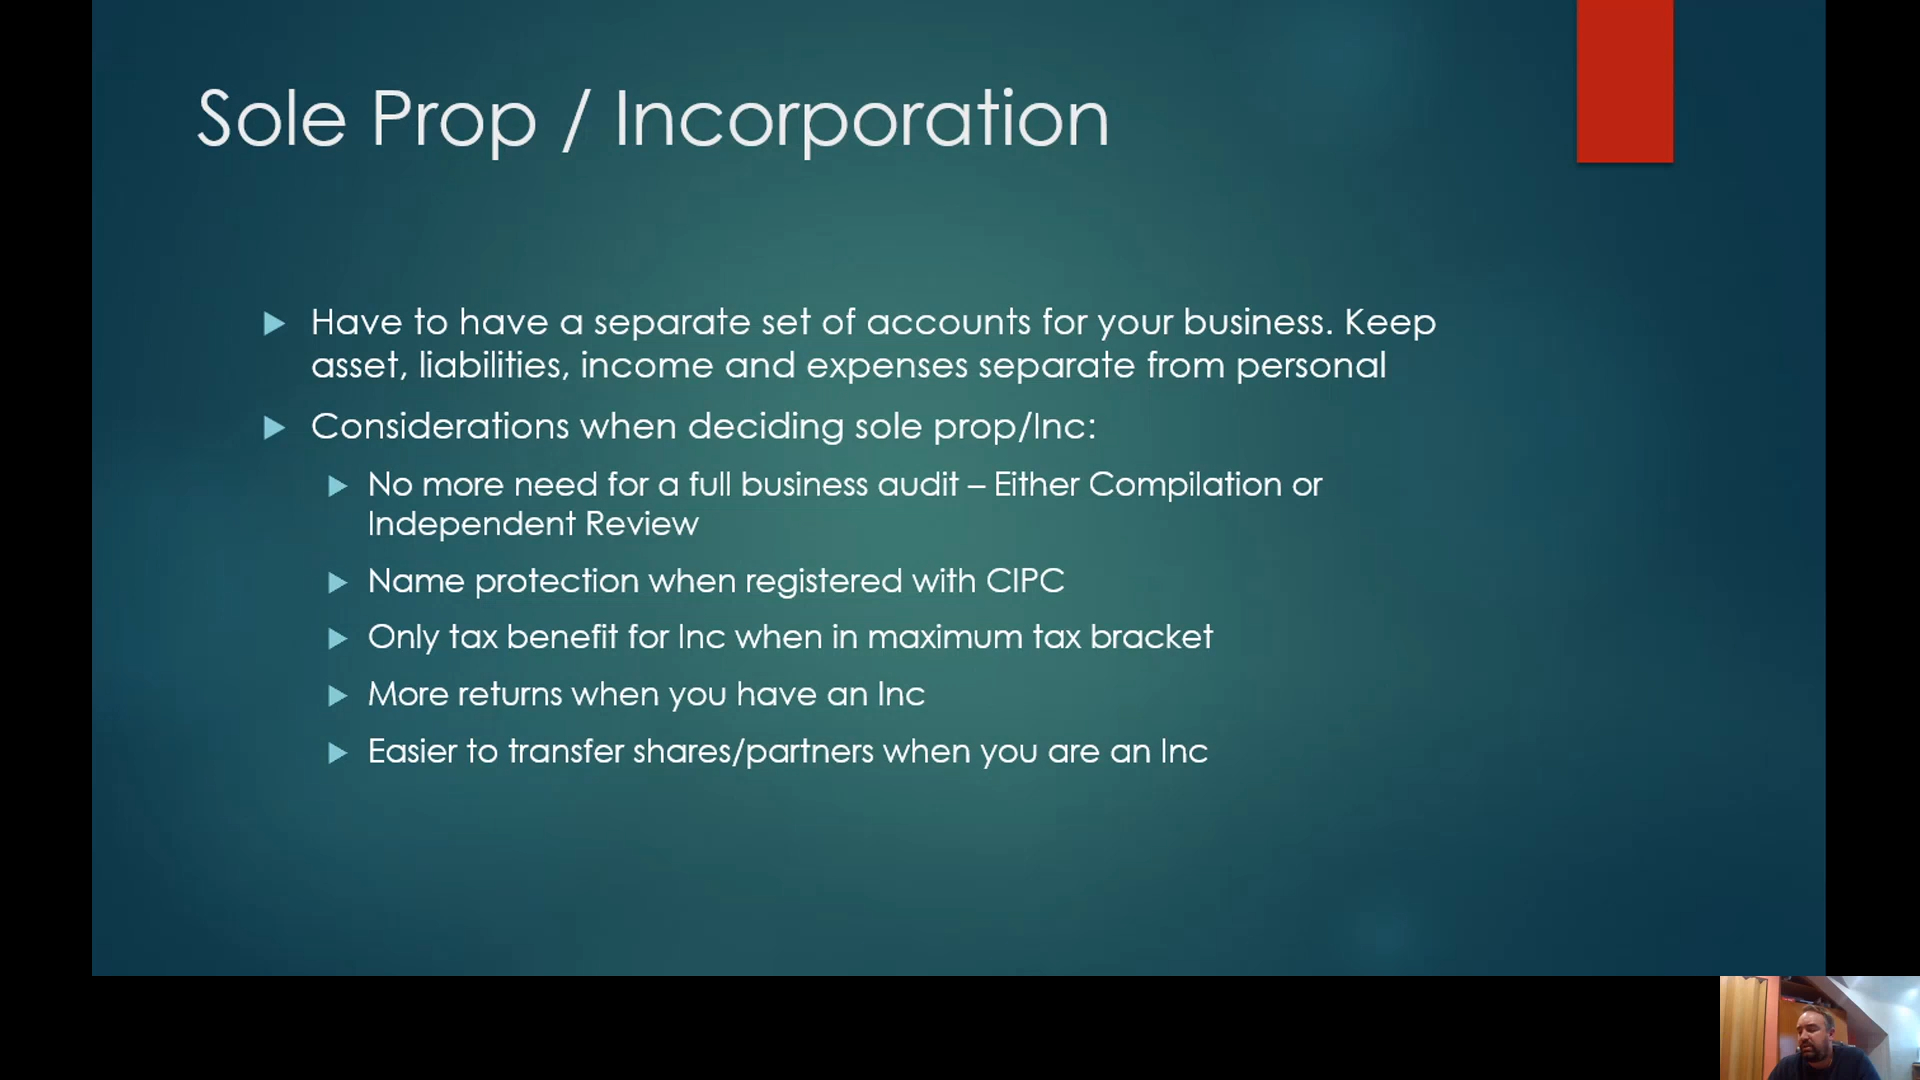 Sole Prop / Incorporation
Have to have a separate set of accounts for your business. Keep
asset, liabilities, income and expenses separate from personal
Considerations when deciding sole prop/Inc:
No more need for a full business audit – Either Compilation or
Independent Review
Name protection when registered with CIPC
Only tax benefit for Inc when in maximum tax bracket
More returns when you have an Inc
Easier to transfer shares/partners when you are an Inc